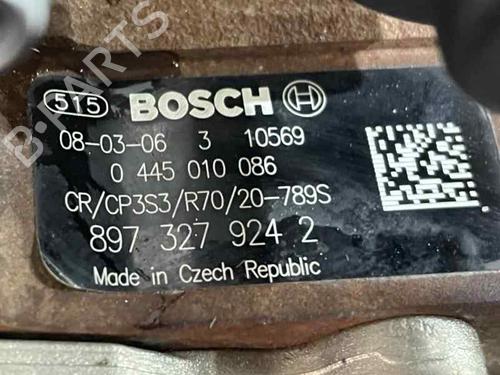 515 BOSCH
08-03-06 3 10569
0 445 010 086
CR/CP3S3/R70/20-789S
897 327 924 2
Made in Czech Republic
B-PARTS